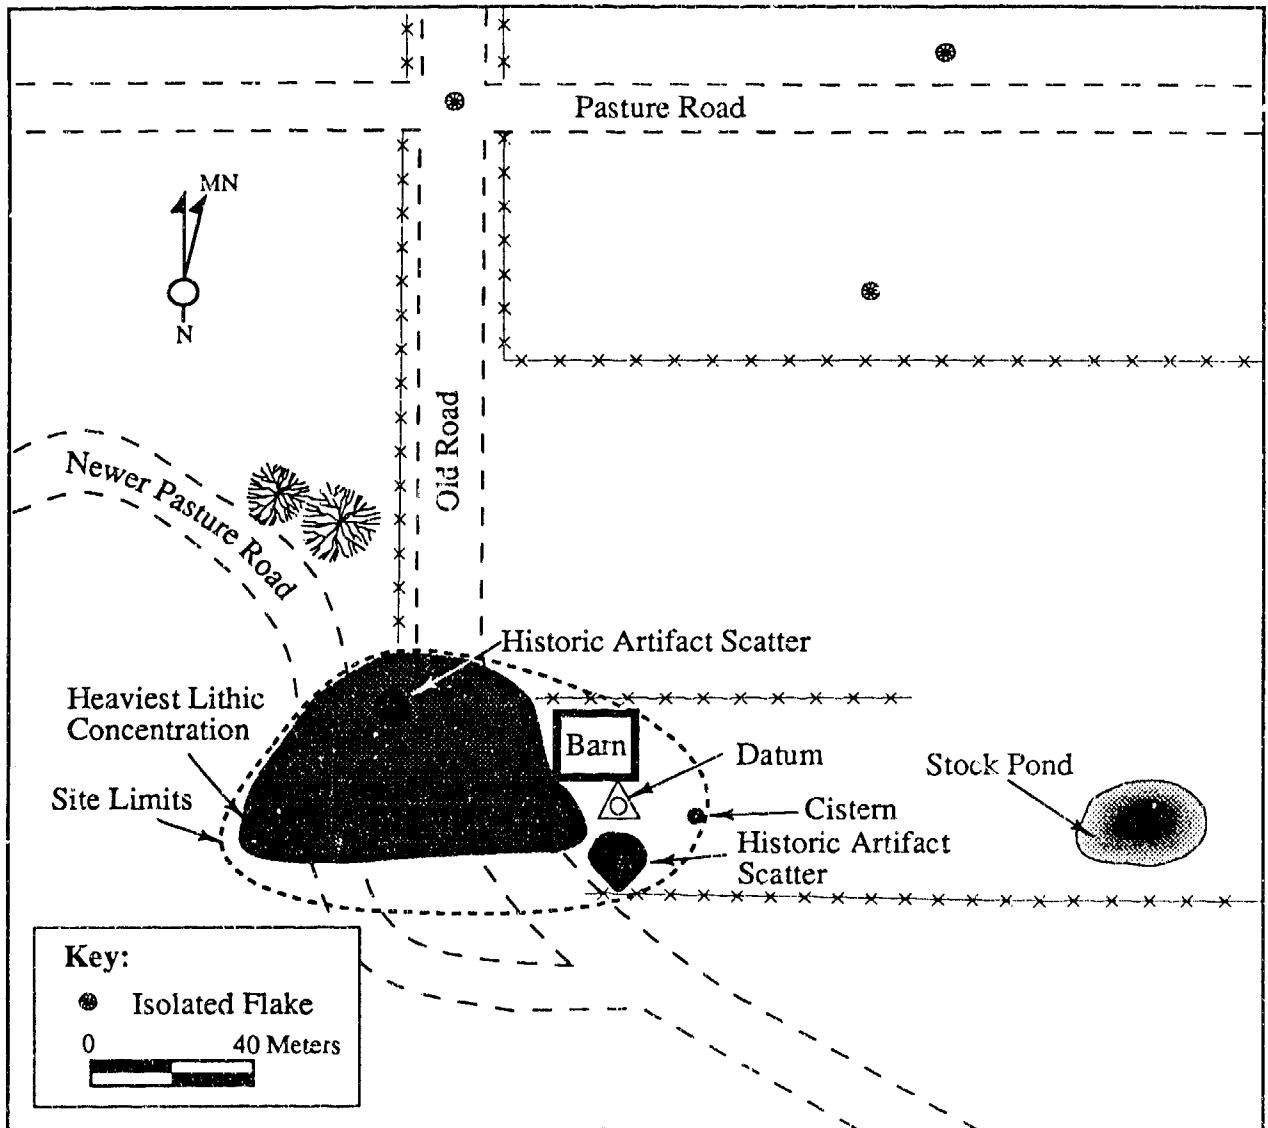 Pasture Road
MN
N
Old Road
Newer Pasture Road
Historic Artifact Scatter
Heaviest Lithic
Concentration
Barn
Datum
Stock Pond
Site Limits
Cistern
Historic Artifact
Scatter
Key:
Isolated Flake
0 40 Meters